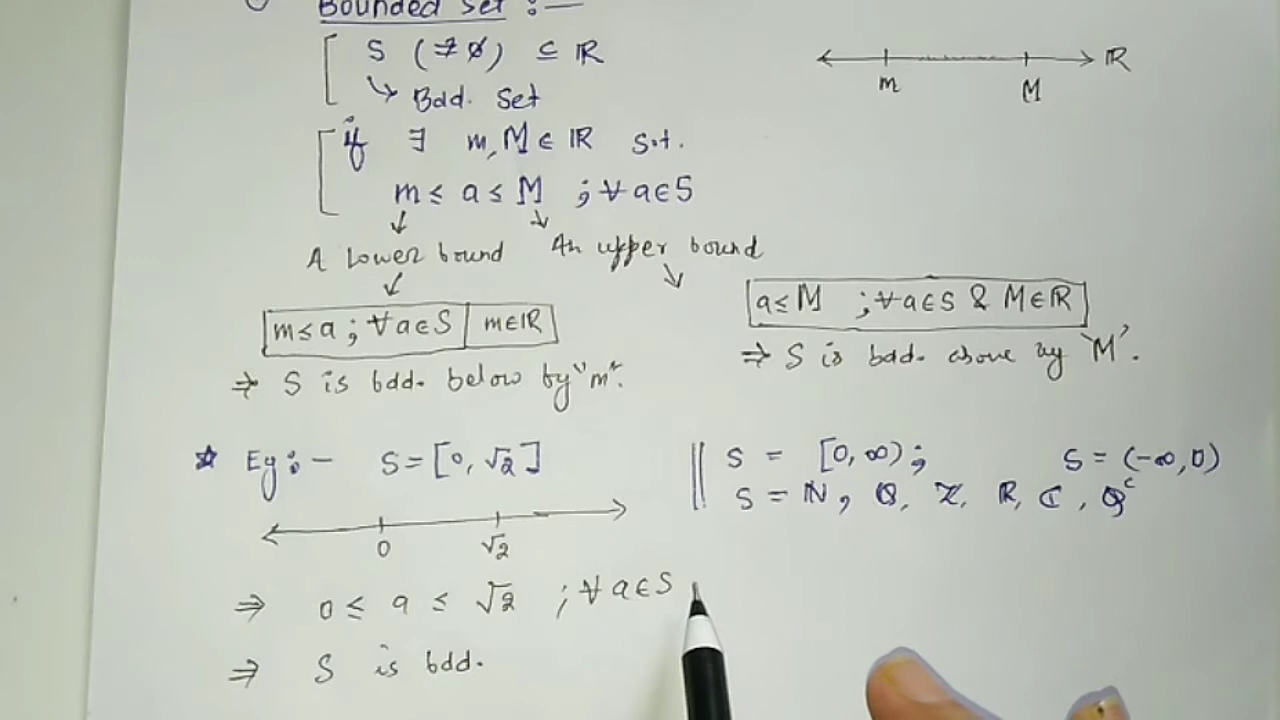 Bounded Set :—
S (≠ ∅) ⊆ ℝ
↳ Bdd. Set
if ∃ m, M ∈ ℝ s.t.
m ≤ a ≤ M ; ∀ a∈S
m M ℝ
A Lower bound An upper bound
m ≤ a ; ∀ a∈S | m∈ℝ
⇒ S is bdd. below by "m".
a ≤ M ; ∀ a∈S & M∈ℝ
⇒ S is bdd. above by 'M'.
☆ Eg:- S = [0, √2]
0 √2
⇒ 0 ≤ a ≤ √2 ; ∀ a∈S
⇒ S is bdd.
S = [0, ∞) ; S = (-∞, 0)
S = ℕ, ℚ, ℤ, ℝ, ℂ, ℚᶜ